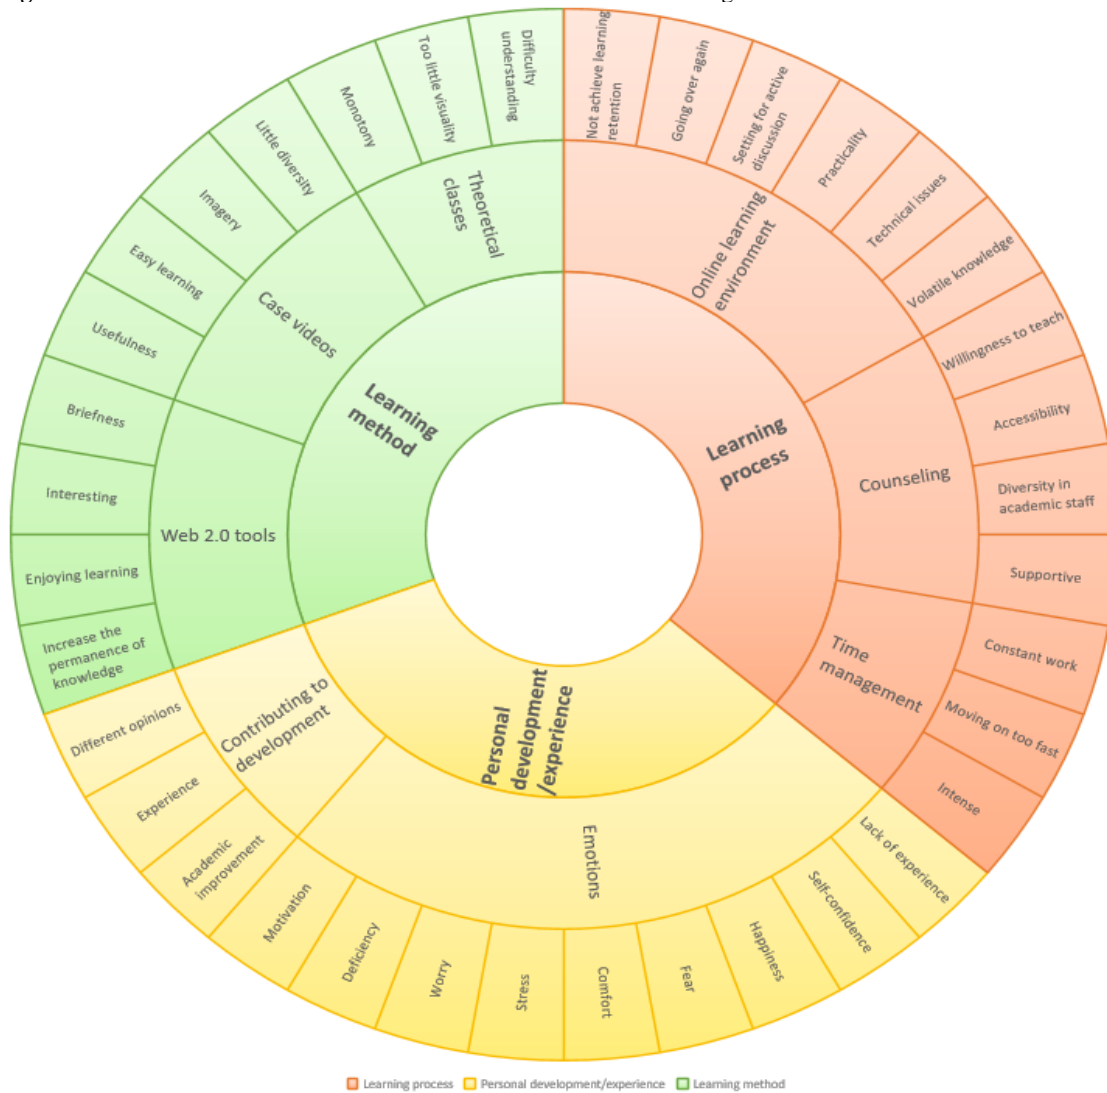 Learning
process
Online learning
environment
Not achieve learning
retention
Going over again
Setting for active
discussion
Practicality
Technical issues
Volatile knowledge
Counseling
Willingness to teach
Accessibility
Diversity in
academic staff
Supportive
Time
management
Constant work
Moving on too fast
Intense
Personal
development
/experience
Emotions
Lack of experience
Self-confidence
Happiness
Fear
Comfort
Stress
Worry
Deficiency
Motivation
Contributing to
development
Academic
improvement
Experience
Different opinions
Learning
method
Web 2.0 tools
Increase the
permanence of
knowledge
Enjoying learning
Interesting
Briefness
Case videos
Usefulness
Easy learning
Imagery
Little diversity
Theoretical
classes
Monotony
Too little visuality
Difficulty
understanding
Learning process
Personal development/experience
Learning method